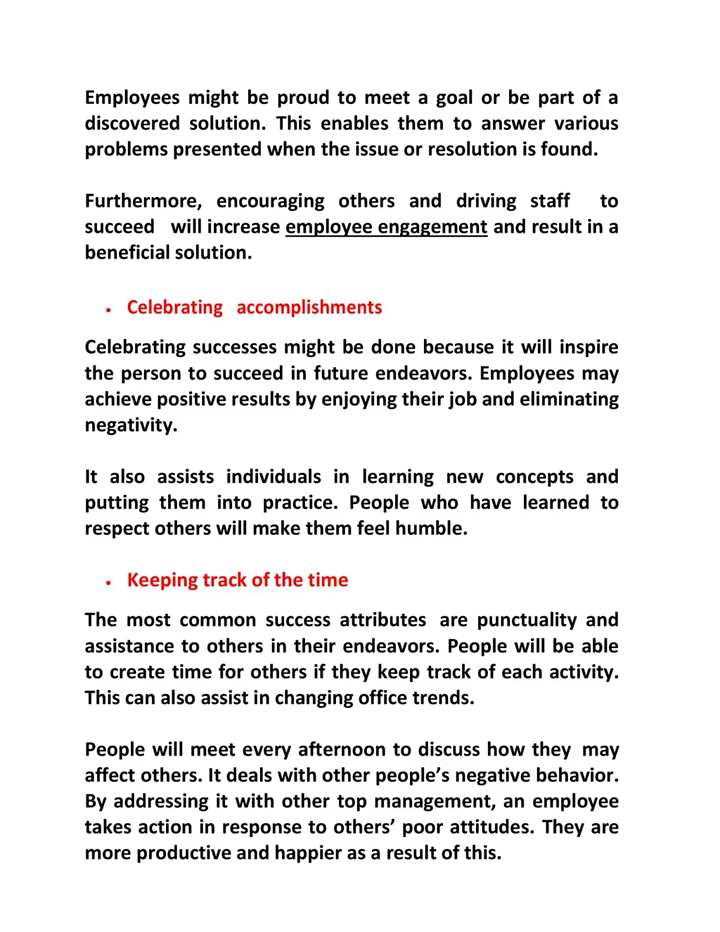 Employees might be proud to meet a goal or be part of a
discovered solution. This enables them to answer various
problems presented when the issue or resolution is found.
Furthermore, encouraging others and driving staff to
succeed will increase employee engagement and result in a
beneficial solution.
• Celebrating accomplishments
Celebrating successes might be done because it will inspire
the person to succeed in future endeavors. Employees may
achieve positive results by enjoying their job and eliminating
negativity.
It also assists individuals in learning new concepts and
putting them into practice. People who have learned to
respect others will make them feel humble.
• Keeping track of the time
The most common success attributes are punctuality and
assistance to others in their endeavors. People will be able
to create time for others if they keep track of each activity.
This can also assist in changing office trends.
People will meet every afternoon to discuss how they may
affect others. It deals with other people’s negative behavior.
By addressing it with other top management, an employee
takes action in response to others’ poor attitudes. They are
more productive and happier as a result of this.